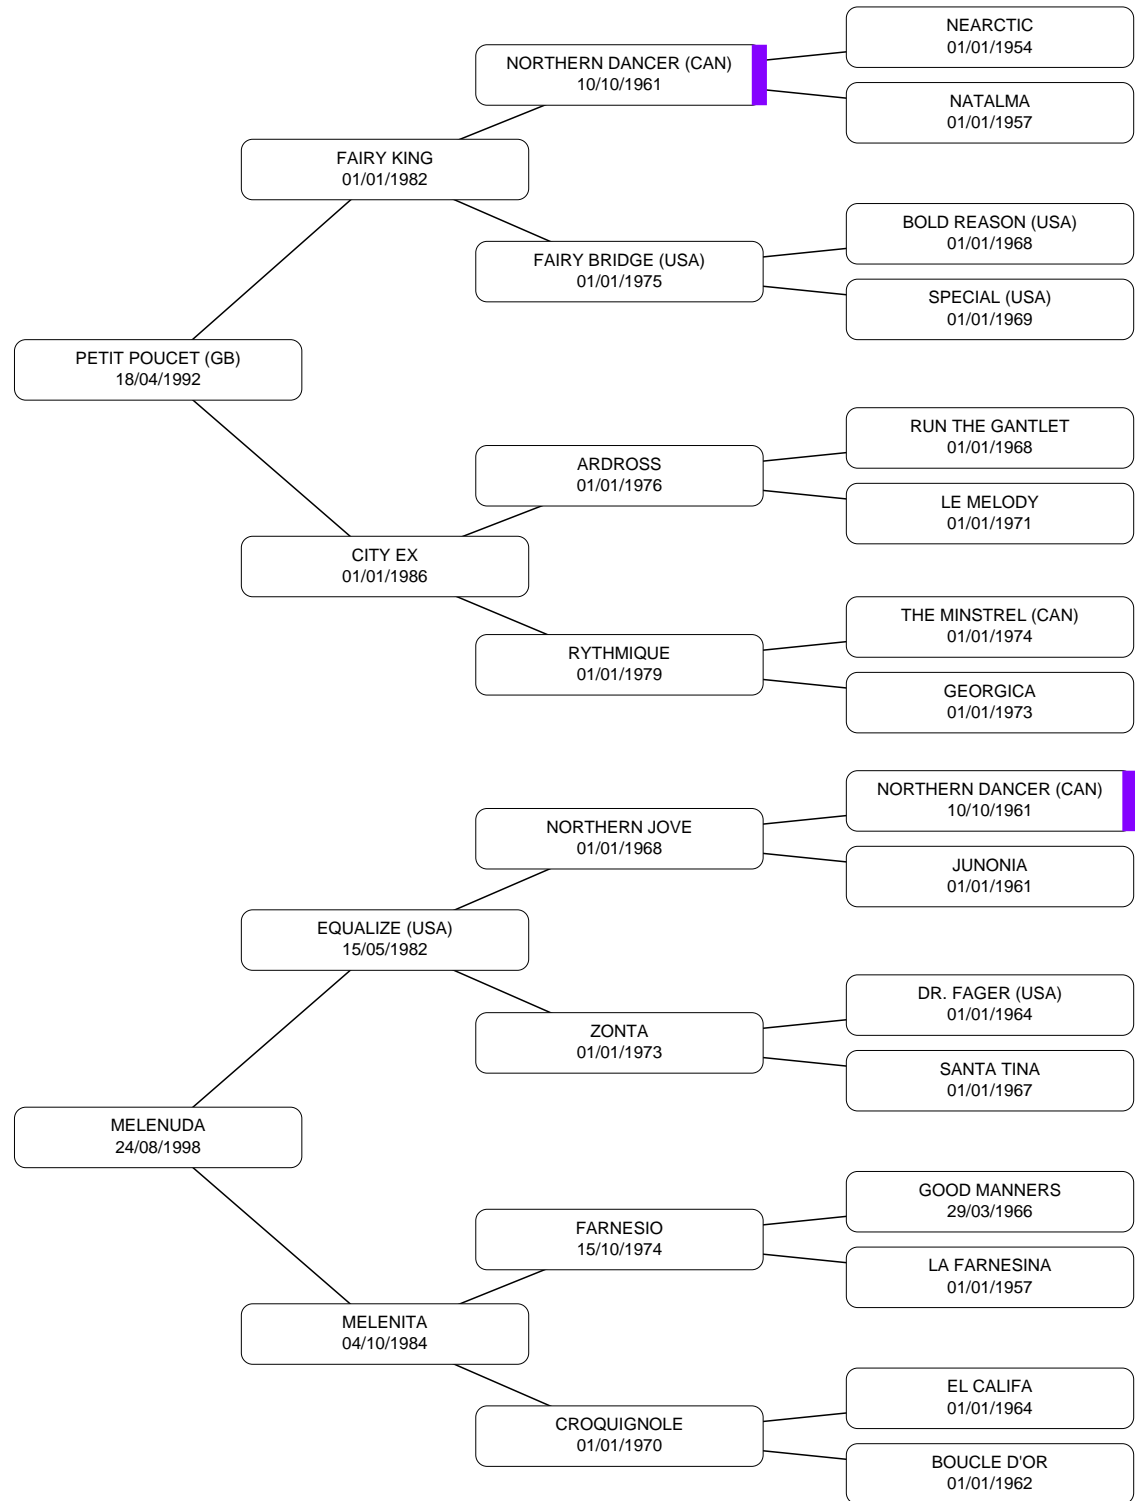 NEARCTIC
01/01/1954
NORTHERN DANCER (CAN)
10/10/1961
NATALMA
01/01/1957
FAIRY KING
01/01/1982
BOLD REASON (USA)
01/01/1968
FAIRY BRIDGE (USA)
01/01/1975
SPECIAL (USA)
01/01/1969
PETIT POUCET (GB)
18/04/1992
RUN THE GANTLET
01/01/1968
ARDROSS
01/01/1976
LE MELODY
01/01/1971
CITY EX
01/01/1986
THE MINSTREL (CAN)
01/01/1974
RYTHMIQUE
01/01/1979
GEORGICA
01/01/1973
NORTHERN DANCER (CAN)
10/10/1961
NORTHERN JOVE
01/01/1968
JUNONIA
01/01/1961
EQUALIZE (USA)
15/05/1982
DR. FAGER (USA)
01/01/1964
ZONTA
01/01/1973
SANTA TINA
01/01/1967
MELENUDA
24/08/1998
GOOD MANNERS
29/03/1966
FARNESIO
15/10/1974
LA FARNESINA
01/01/1957
MELENITA
04/10/1984
EL CALIFA
01/01/1964
CROQUIGNOLE
01/01/1970
BOUCLE D'OR
01/01/1962